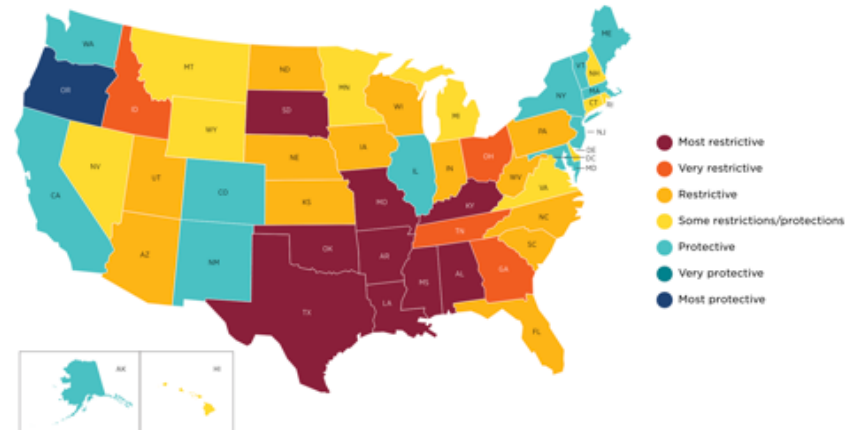 ME
WA
VT
NH
MT
ND
MN
OR
MA
NY
CT
RI
ID
SD
WI
MI
WY
PA
NJ
IA
OH
NE
DE
DC
MD
NV
IL
IN
UT
WV
VA
CO
KS
MO
KY
CA
NC
TN
OK
AZ
NM
AR
SC
MS
AL
GA
LA
TX
FL
AK
HI
Most restrictive
Very restrictive
Restrictive
Some restrictions/protections
Protective
Very protective
Most protective